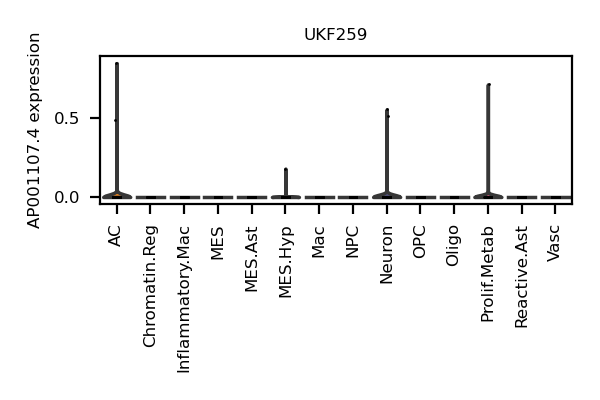 UKF259
AP001107.4 expression
0.5
0.0
AC
Chromatin.Reg
Inflammatory.Mac
MES
MES.Ast
MES.Hyp
Mac
NPC
Neuron
OPC
Oligo
Prolif.Metab
Reactive.Ast
Vasc